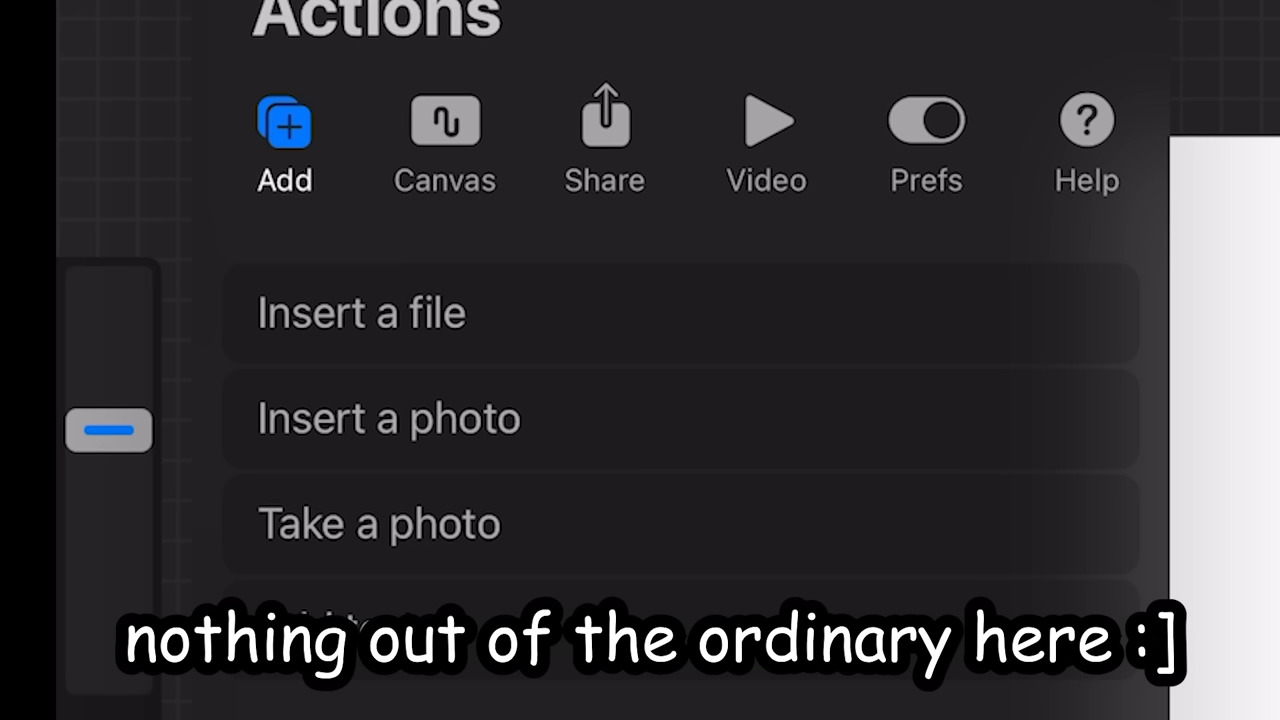 Actions
Add Canvas Share Video Prefs Help
Insert a file
Insert a photo
Take a photo
nothing out of the ordinary here :]